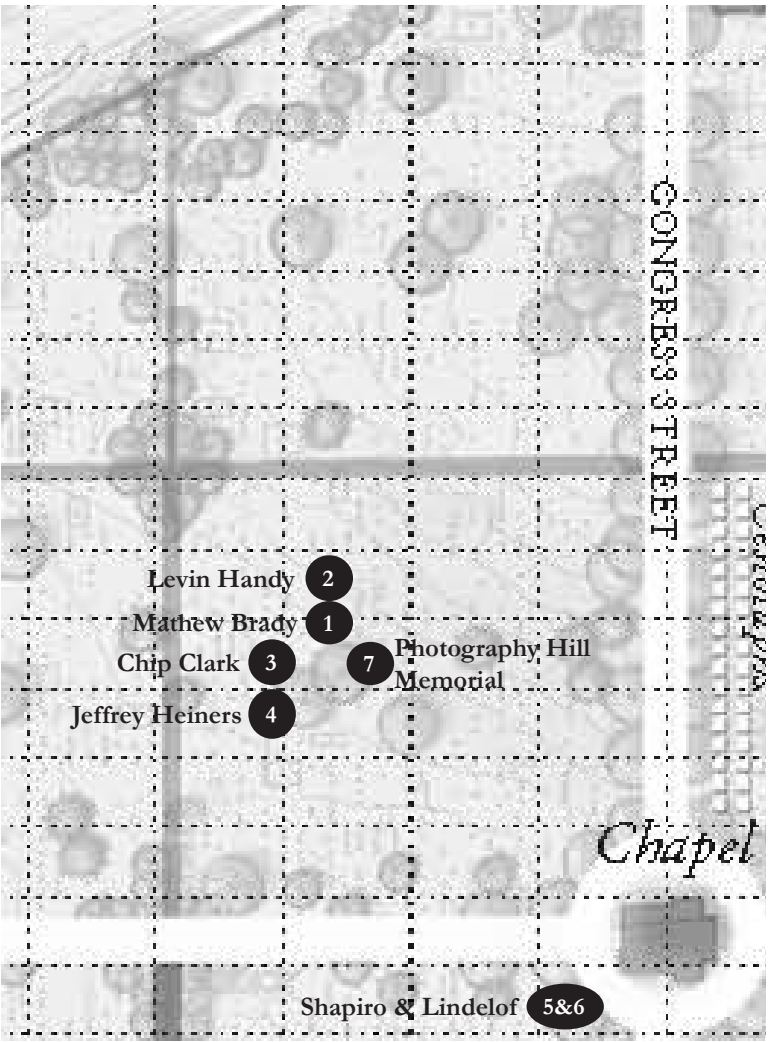 CONGRESS STREET
Cenotaphs
Levin Handy 2
Mathew Brady 1
Chip Clark 3
7 Photography Hill
Memorial
Jeffrey Heiners 4
Chapel
Shapiro & Lindelof 5&6